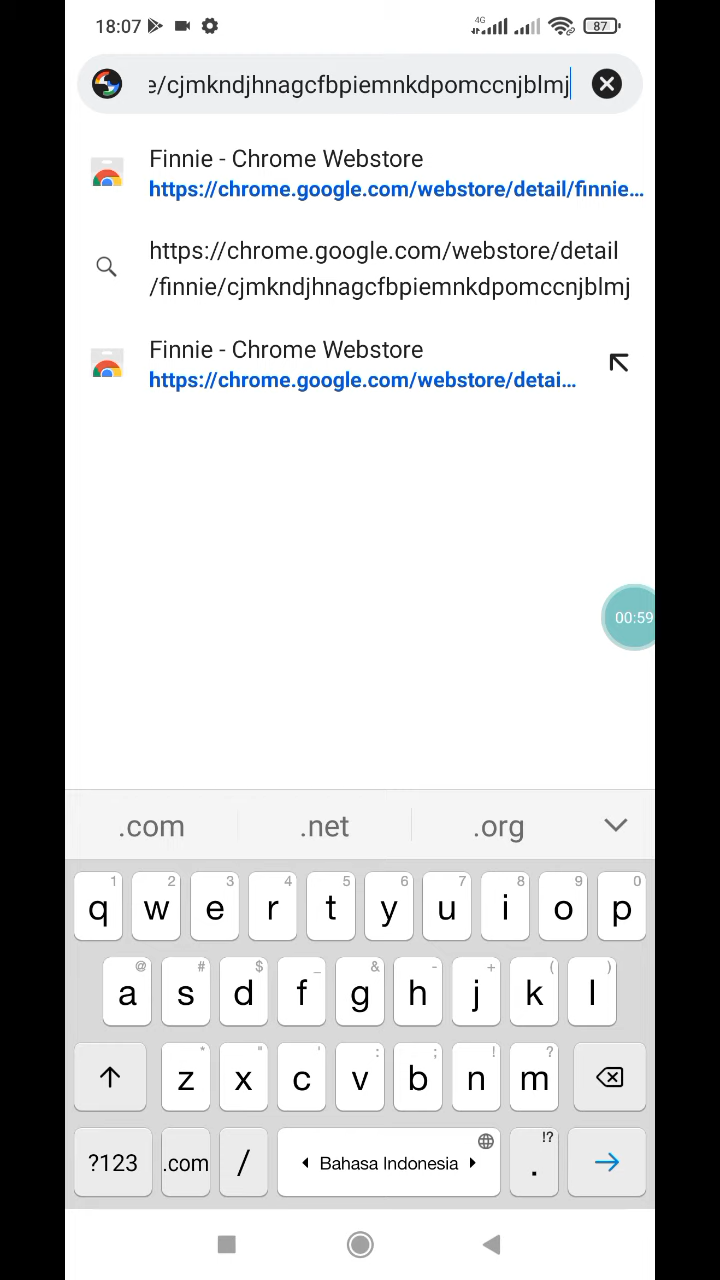 18:07
4G
87
e/cjmkndjhnagcfbpiemnkdpomccnjblmj
Finnie - Chrome Webstore
https://chrome.google.com/webstore/detail/finnie...
https://chrome.google.com/webstore/detail
/finnie/cjmkndjhnagcfbpiemnkdpomccnjblmj
Finnie - Chrome Webstore
https://chrome.google.com/webstore/detai...
00:59
.com .net .org
1 2 3 4 5 6 7 8 9 0
q w e r t y u i o p
@ # $ _ & - + ( )
a s d f g h j k l
* " ' : ; ! ?
z x c v b n m
!?
?123 .com / Bahasa Indonesia .